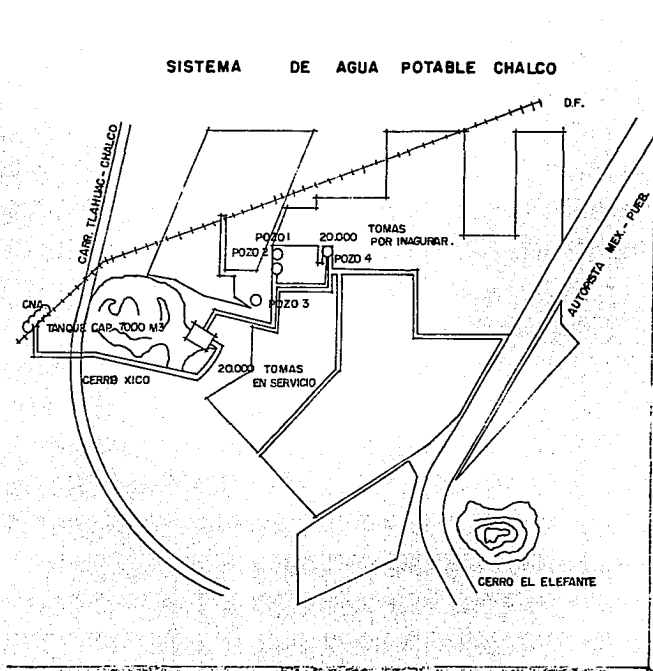 SISTEMA DE AGUA POTABLE CHALCO
D.F.
CARR. TLAHUAC - CHALCO
AUTOPISTA MEX.- PUEB.
POZO 1
20.000 TOMAS
POR INAGURAR.
POZO 2
POZO 4
POZO 3
CNA
TANQUE CAP. 7000 M3
CERRO XICO
20.000 TOMAS
EN SERVICIO
CERRO EL ELEFANTE